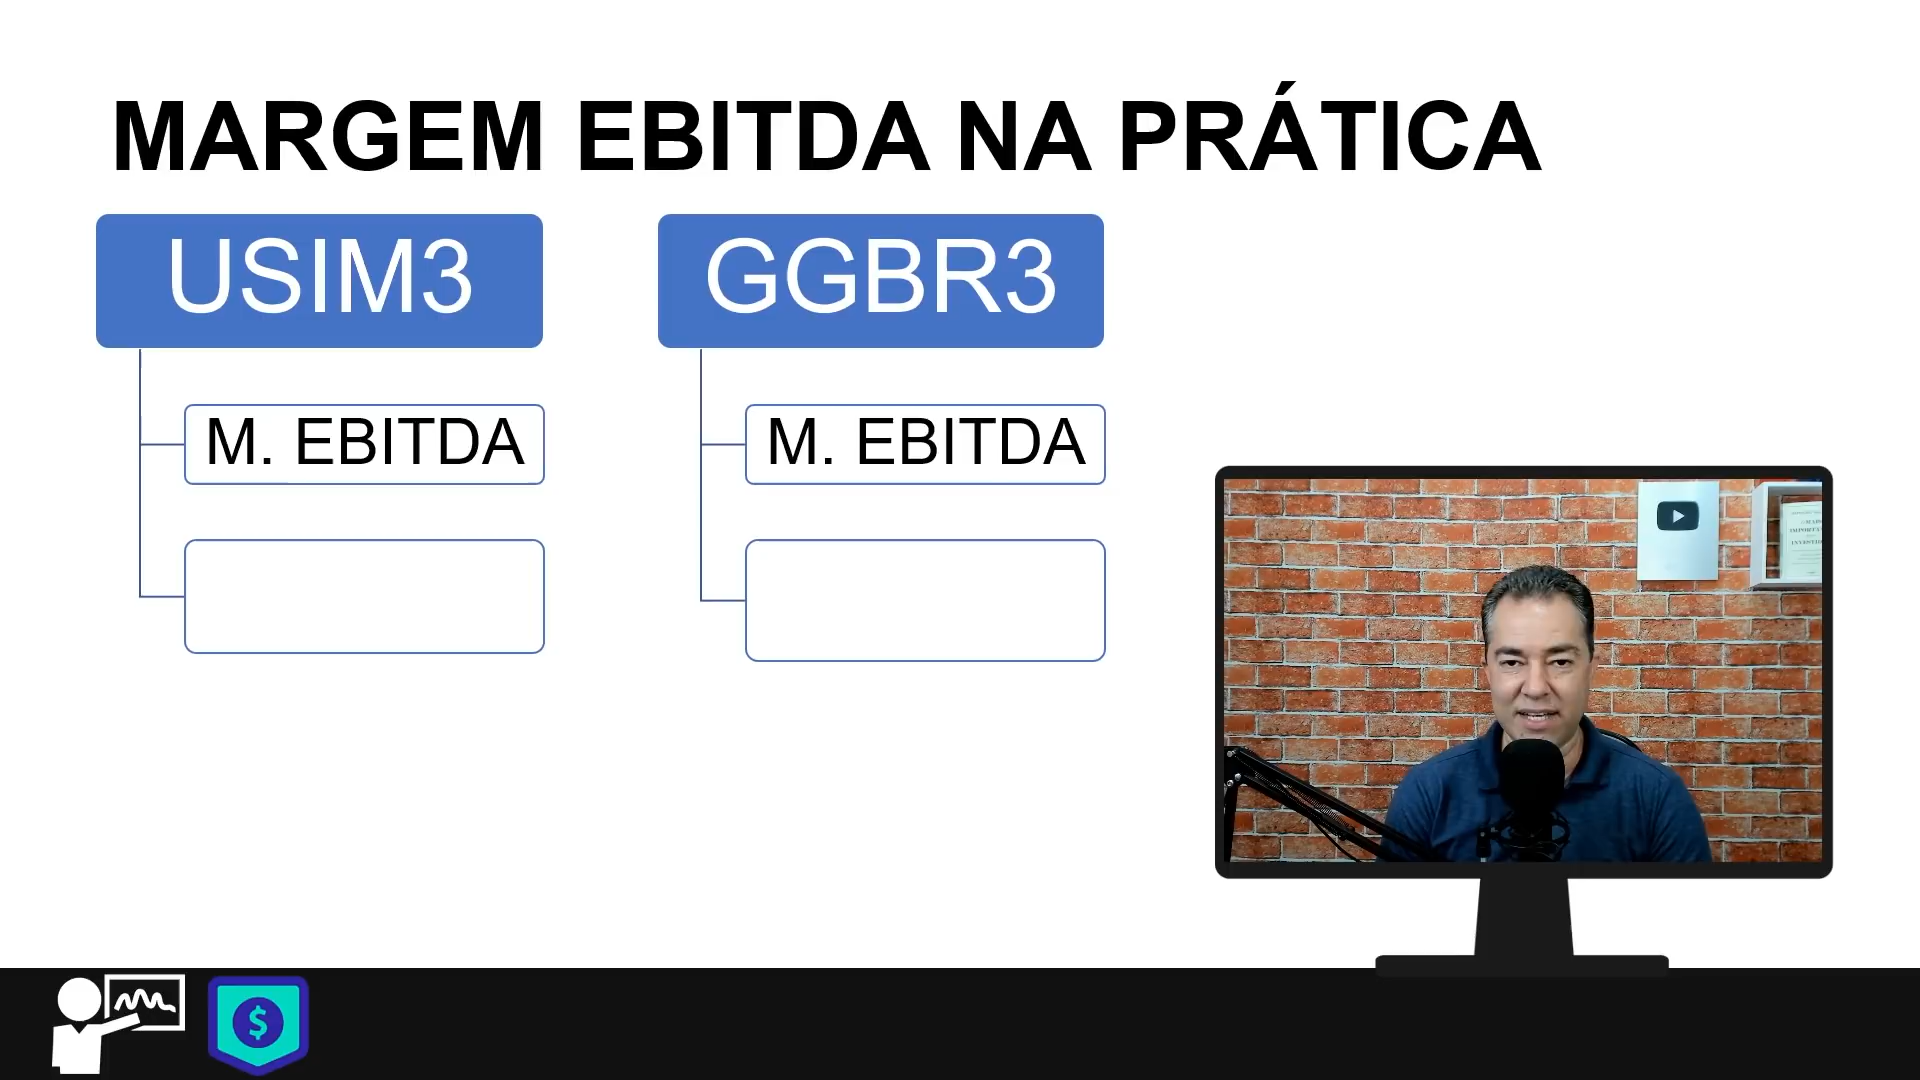 MARGEM EBITDA NA PRÁTICA
USIM3
GGBR3
M. EBITDA
M. EBITDA
$